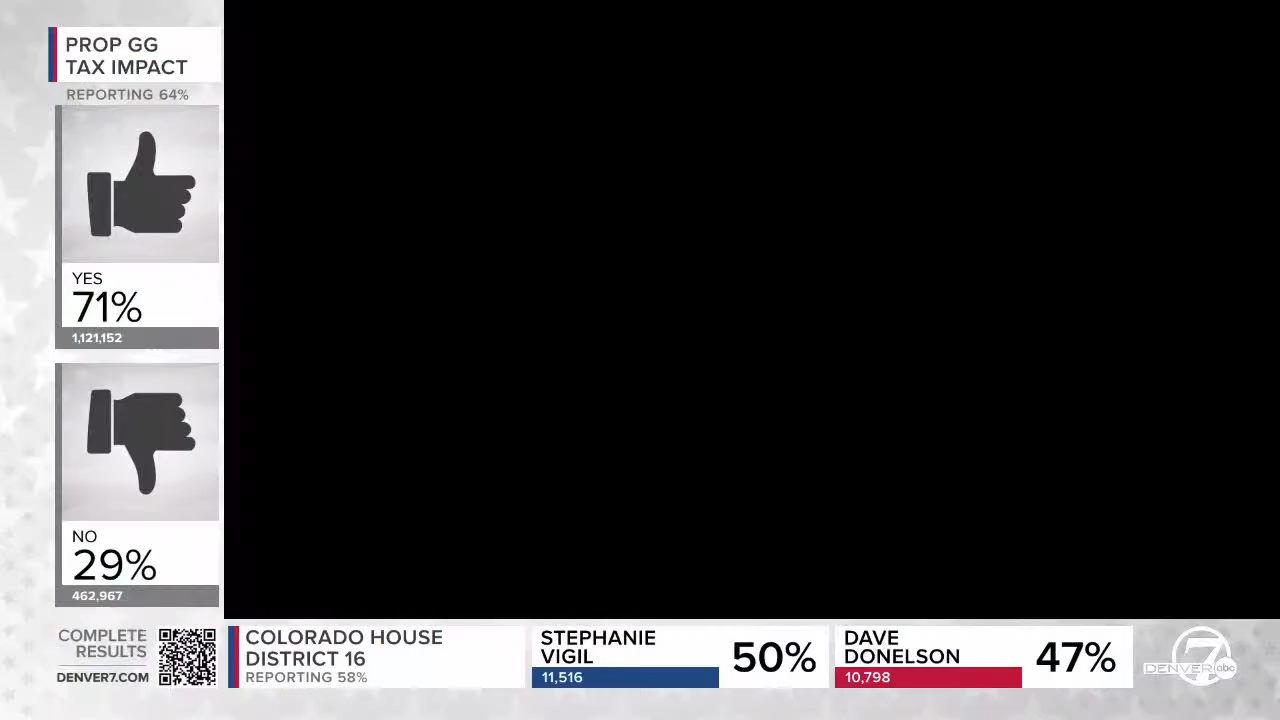 PROP GG
TAX IMPACT
REPORTING 64%
YES
71%
1,121,152
NO
29%
462,967
COMPLETE
RESULTS
DENVER7.COM
COLORADO HOUSE
DISTRICT 16
REPORTING 58%
STEPHANIE
VIGIL
11,516
50%
DAVE
DONELSON
10,798
47%
7
DENVER abc